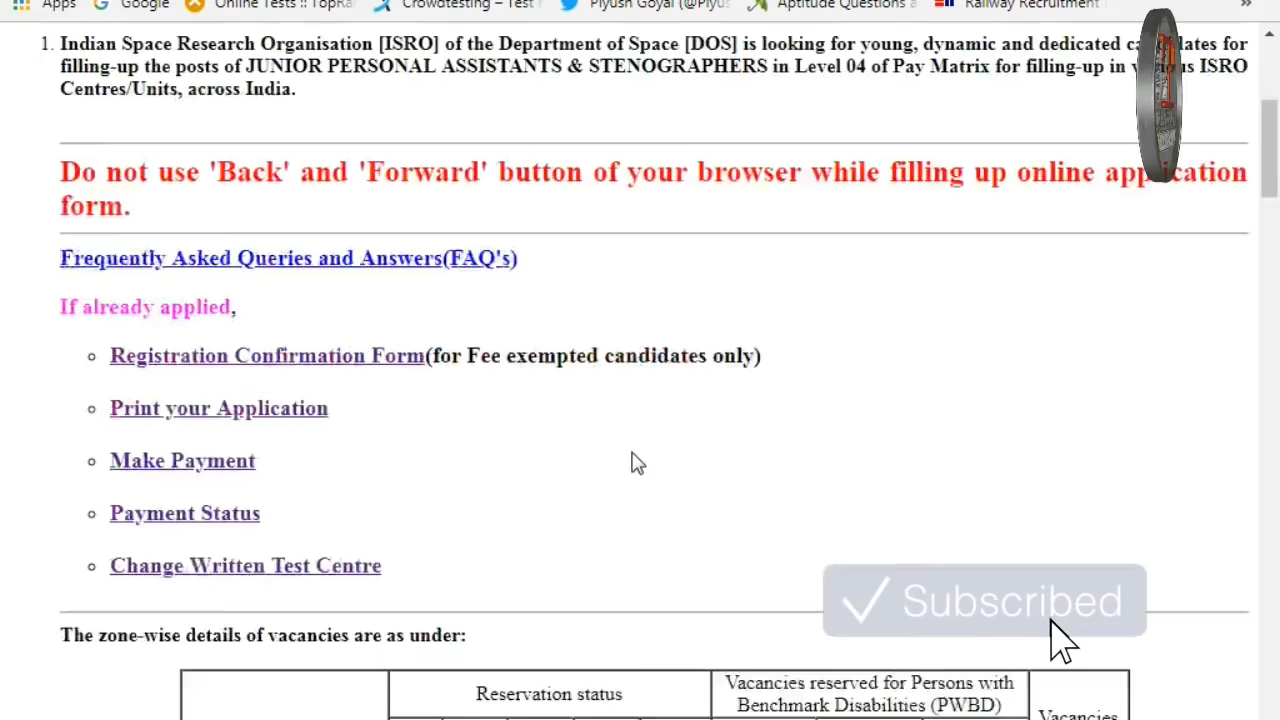 Apps Google Online Tests :: TopRa Crowdtesting – Test Piyush Goyal (@Piyus Aptitude Questions a Railway Recruitment »
1. Indian Space Research Organisation [ISRO] of the Department of Space [DOS] is looking for young, dynamic and dedicated for
filling-up the posts of JUNIOR PERSONAL ASSISTANTS & STENOGRAPHERS in Level 04 of Pay Matrix for filling-up in ISRO
Centres/Units, across India.
Do not use 'Back' and 'Forward' button of your browser while filling up online application
form.
Frequently Asked Queries and Answers(FAQ's)
If already applied,
Registration Confirmation Form(for Fee exempted candidates only)
Print your Application
Make Payment
Payment Status
Change Written Test Centre
Subscribed
The zone-wise details of vacancies are as under:
Reservation status
Vacancies reserved for Persons with
Benchmark Disabilities (PWBD)
Vacancies